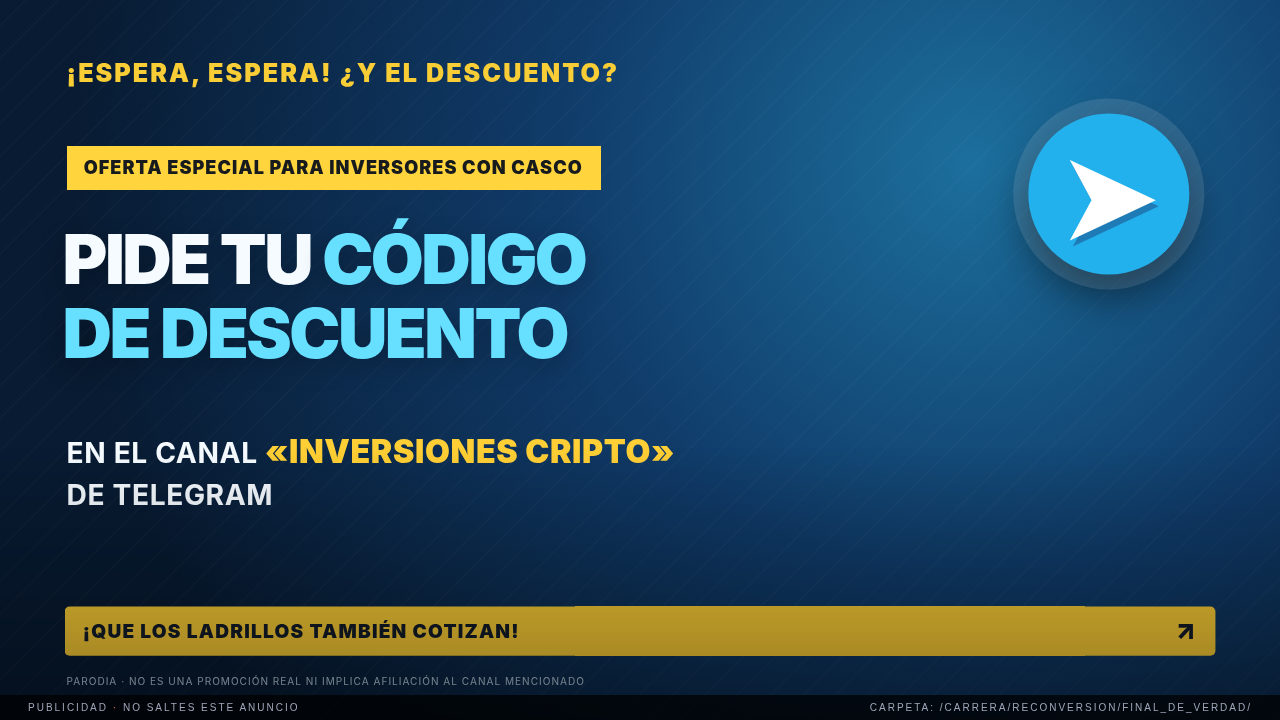 ¡ESPERA, ESPERA! ¿Y EL DESCUENTO?
OFERTA ESPECIAL PARA INVERSORES CON CASCO
PIDE TU CÓDIGO
DE DESCUENTO
EN EL CANAL «INVERSIONES CRIPTO»
DE TELEGRAM
¡QUE LOS LADRILLOS TAMBIÉN COTIZAN!
PARODIA · NO ES UNA PROMOCIÓN REAL NI IMPLICA AFILIACIÓN AL CANAL MENCIONADO
PUBLICIDAD · NO SALTES ESTE ANUNCIO
CARPETA: /CARRERA/RECONVERSION/FINAL_DE_VERDAD/